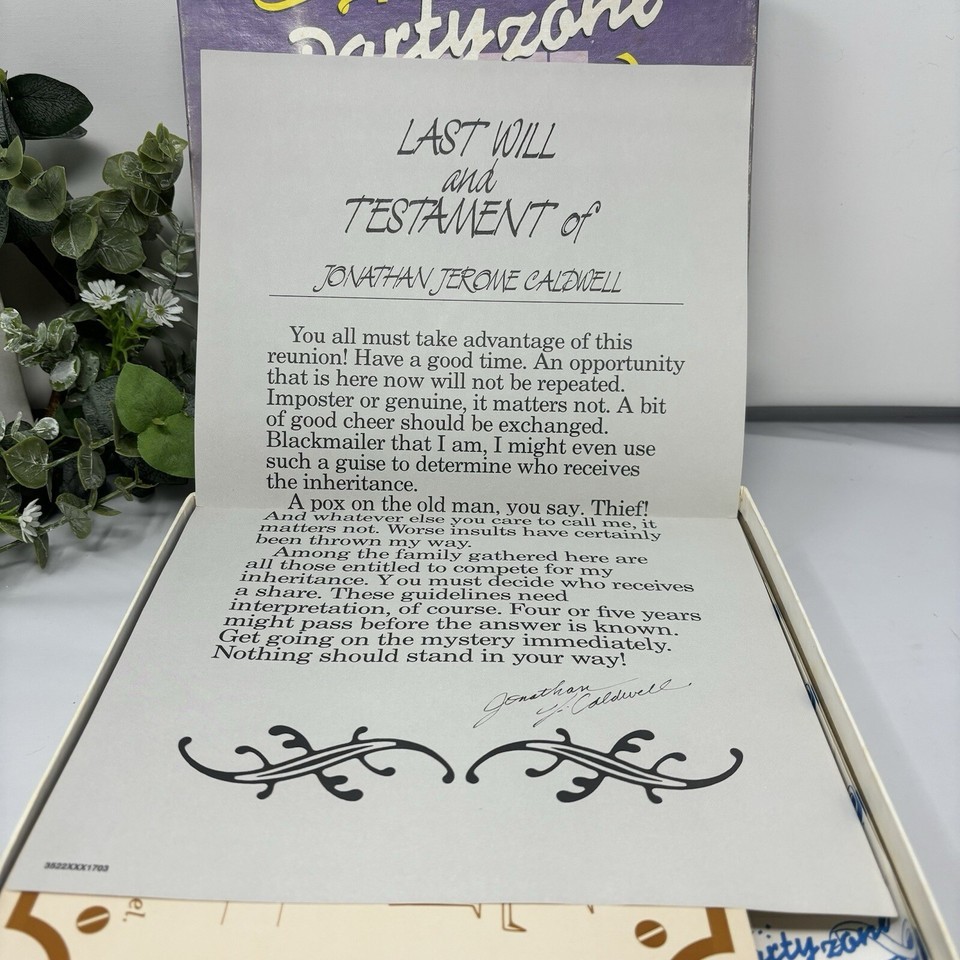 Partyzone
LAST WILL
and
TESTAMENT of
JONATHAN JEROME CALDWELL
You all must take advantage of this
reunion! Have a good time. An opportunity
that is here now will not be repeated.
Imposter or genuine, it matters not. A bit
of good cheer should be exchanged.
Blackmailer that I am, I might even use
such a guise to determine who receives
the inheritance.
A pox on the old man, you say. Thief!
And whatever else you care to call me, it
matters not. Worse insults have certainly
been thrown my way.
Among the family gathered here are
all those entitled to compete for my
inheritance. You must decide who receives
a share. These guidelines need
interpretation, of course. Four or five years
might pass before the answer is known.
Get going on the mystery immediately.
Nothing should stand in your way!
Jonathan
J. Caldwell
3522XXX1703
el.
rtyzone